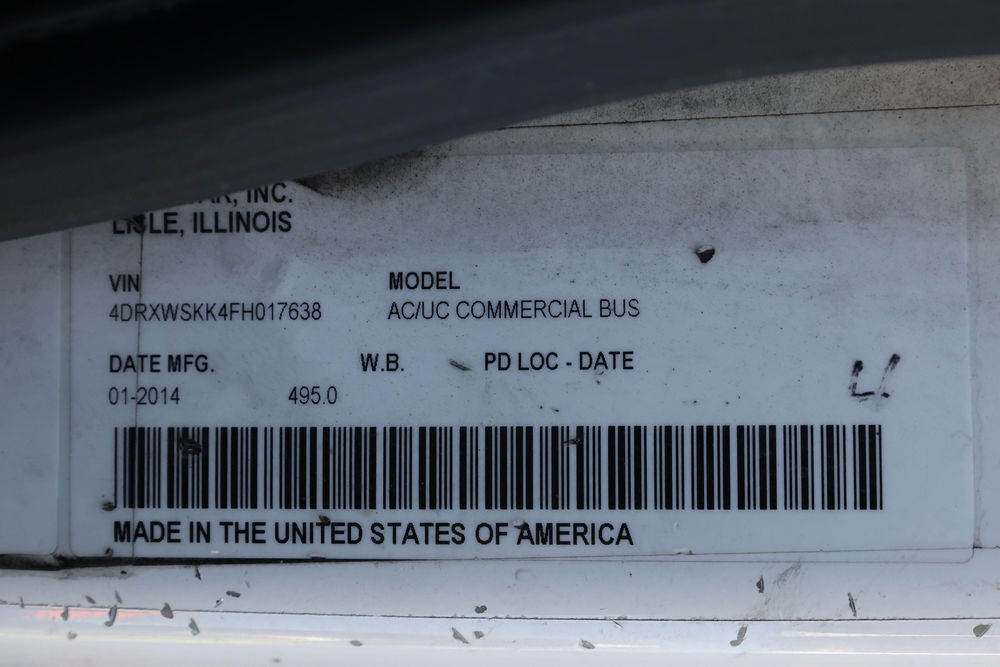 INC.
LISLE, ILLINOIS
VIN MODEL
4DRXWSKK4FH017638 AC/UC COMMERCIAL BUS
DATE MFG. W.B. PD LOC - DATE
01-2014 495.0
MADE IN THE UNITED STATES OF AMERICA